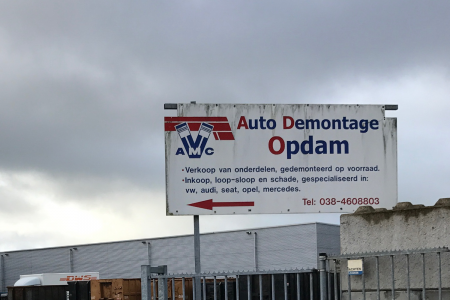 Auto Demontage
Opdam
AMC
•Verkoop van onderdelen, gedemonteerd op voorraad.
•Inkoop, loop-sloop en schade, gespecialiseerd in:
vw, audi, seat, opel, mercedes.
Tel: 038-4608803